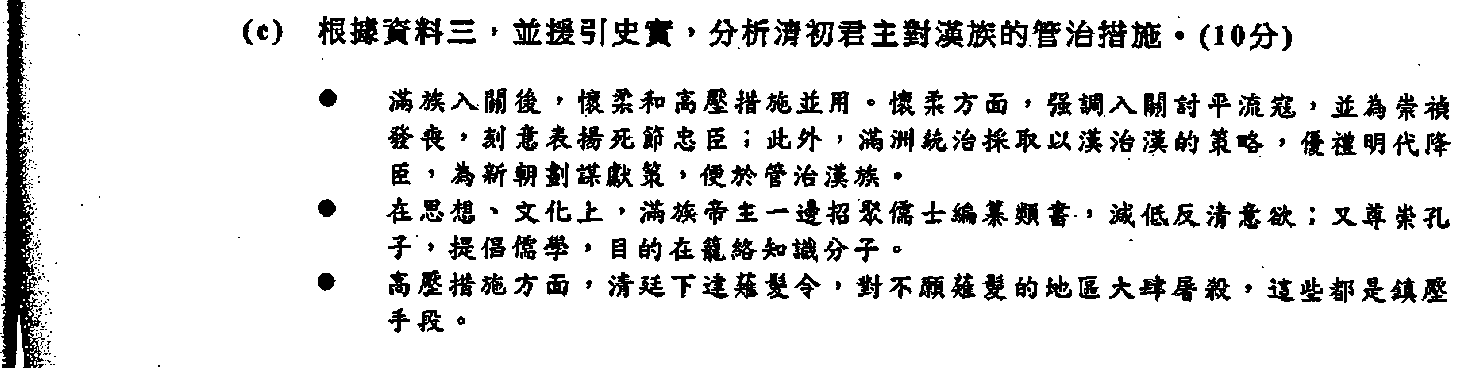 (c) 根據資料三，並援引史實，分析清初君主對漢族的管治措施。(10分)
● 滿族入關後，懷柔和高壓措施並用。懷柔方面，強調入關討平流寇，並為崇禎
發喪，刻意表揚死節忠臣；此外，滿洲統治採取以漢治漢的策略，優禮明代降
臣，為新朝劃謀獻策，便於管治漢族。
● 在思想、文化上，滿族帝主一邊招聚儒士編纂類書，減低反清意欲；又尊崇孔
子，提倡儒學，目的在籠絡知識分子。
● 高壓措施方面，清廷下達薙髮令，對不願薙髮的地區大肆屠殺，這些都是鎮壓
手段。